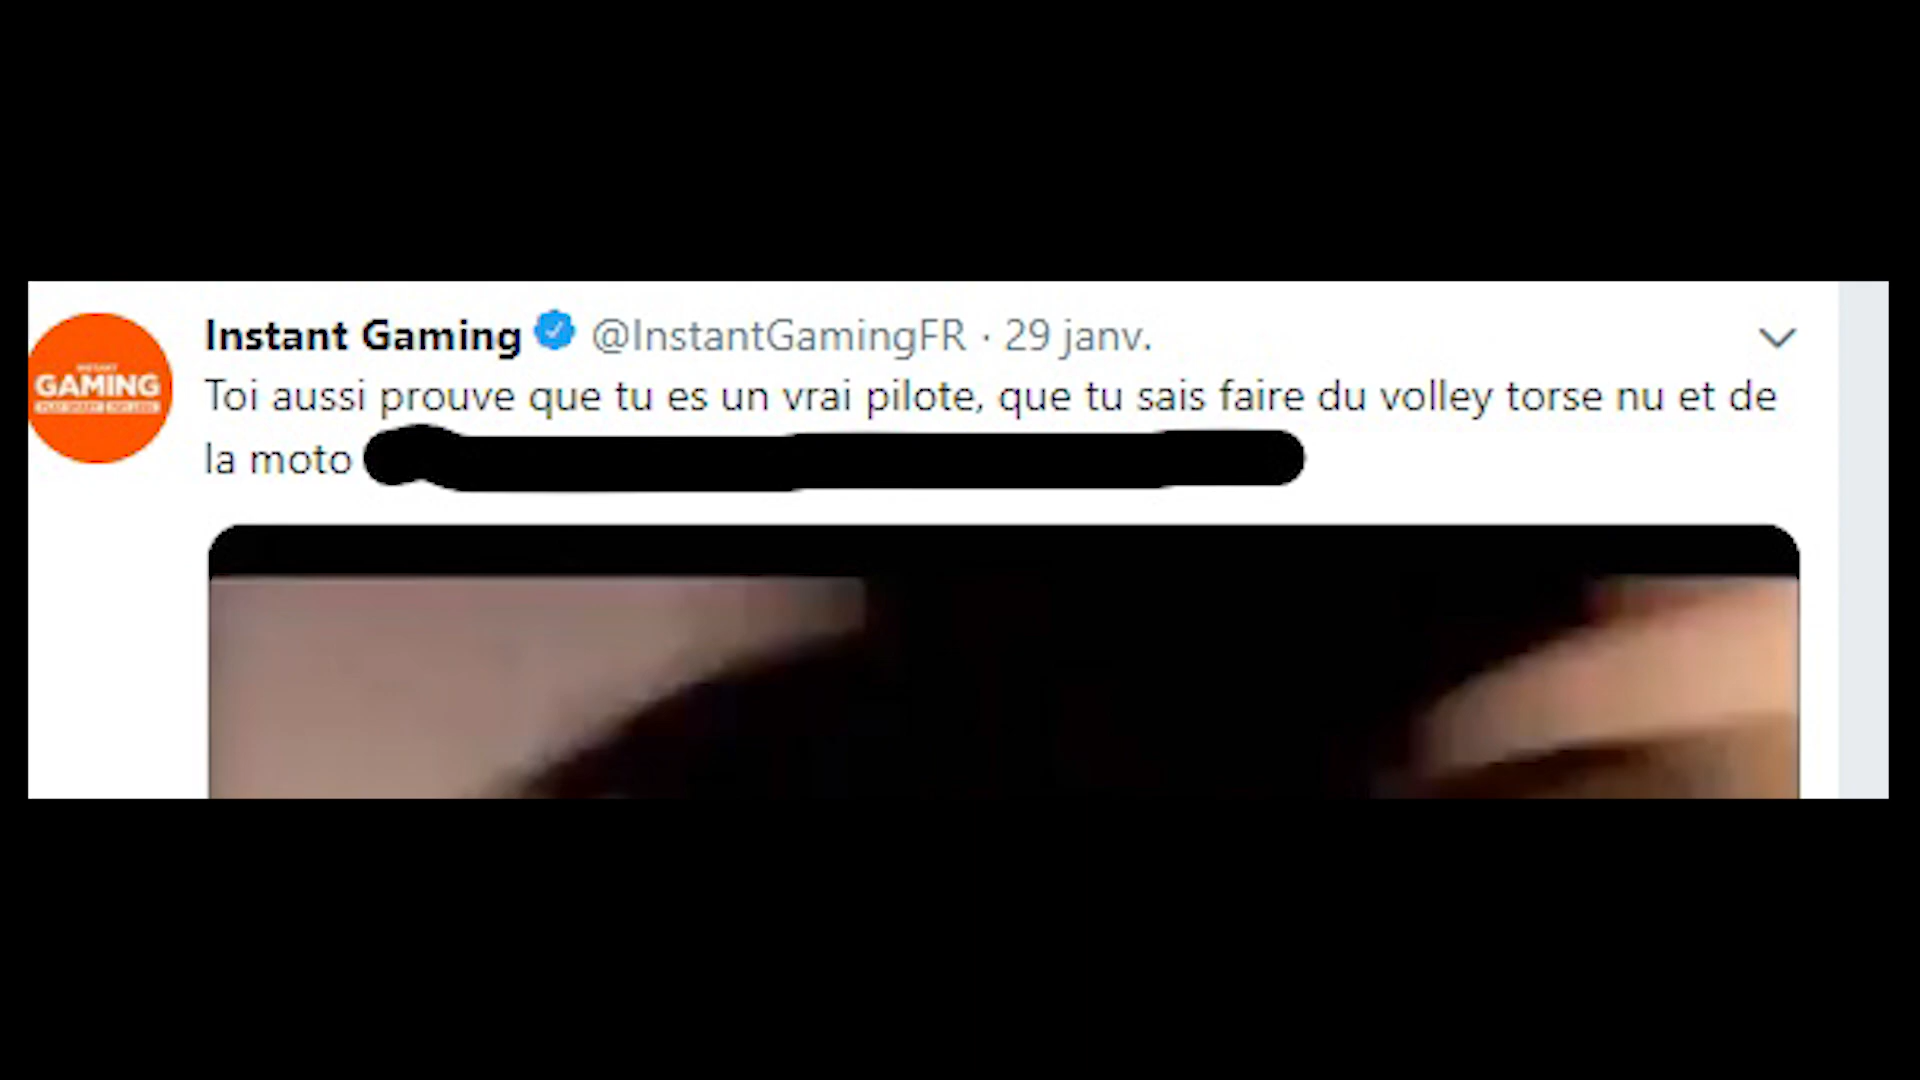 Instant Gaming @InstantGamingFR · 29 janv.
Toi aussi prouve que tu es un vrai pilote, que tu sais faire du volley torse nu et de
la moto
INSTANT
GAMING